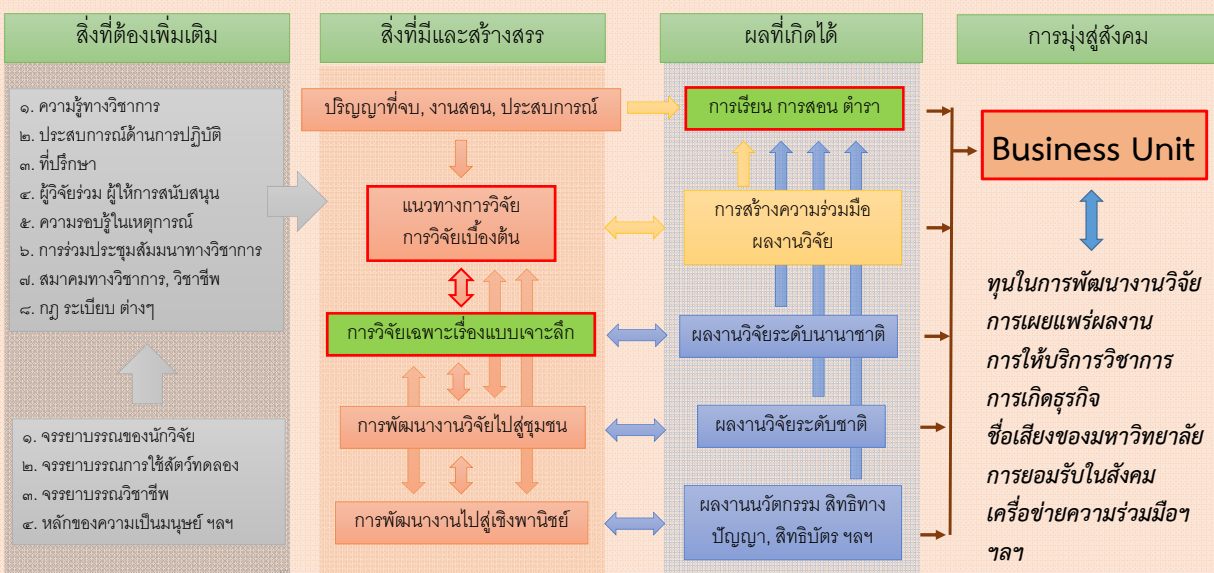 สิ่งที่ต้องเพิ่มเติม
๑. ความรู้ทางวิชาการ
๒. ประสบการณ์ด้านการปฏิบัติ
๓. ที่ปรึกษา
๔. ผู้วิจัยร่วม ผู้ให้การสนับสนุน
๕. ความรอบรู้ในเหตุการณ์
๖. การร่วมประชุมสัมมนาทางวิชาการ
๗. สมาคมทางวิชาการ, วิชาชีพ
๘. กฎ ระเบียบ ต่างๆ
๑. จรรยาบรรณของนักวิจัย
๒. จรรยาบรรณการใช้สัตว์ทดลอง
๓. จรรยาบรรณวิชาชีพ
๔. หลักของความเป็นมนุษย์ ฯลฯ
สิ่งที่มีและสร้างสรร
ปริญญาที่จบ, งานสอน, ประสบการณ์
แนวทางการวิจัย
การวิจัยเบื้องต้น
การวิจัยเฉพาะเรื่องแบบเจาะลึก
การพัฒนางานวิจัยไปสู่ชุมชน
การพัฒนางานไปสู่เชิงพานิชย์
ผลที่เกิดได้
การเรียน การสอน ตำรา
การสร้างความร่วมมือ
ผลงานวิจัย
ผลงานวิจัยระดับนานาชาติ
ผลงานวิจัยระดับชาติ
ผลงานนวัตกรรม สิทธิทาง
ปัญญา, สิทธิบัตร ฯลฯ
การมุ่งสู่สังคม
Business Unit
ทุนในการพัฒนางานวิจัย
การเผยแพร่ผลงาน
การให้บริการวิชาการ
การเกิดธุรกิจ
ชื่อเสียงของมหาวิทยาลัย
การยอมรับในสังคม
เครื่อข่ายความร่วมมือฯ
ฯลฯ